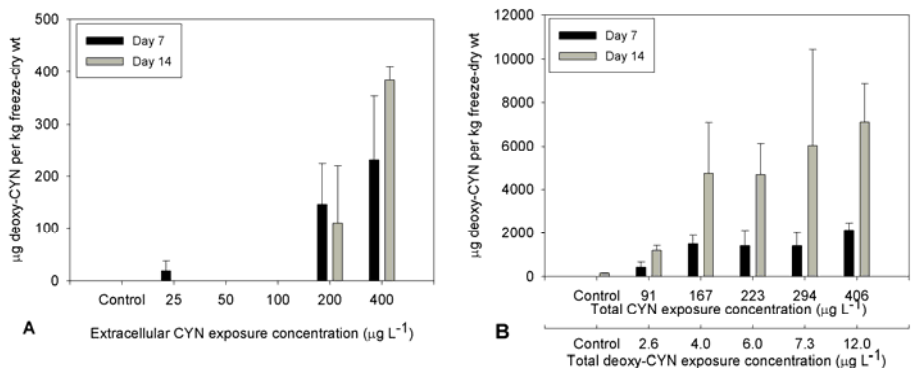 500
400
300
200
100
0
µg deoxy-CYN per kg freeze-dry wt
Day 7
Day 14
Control 25 50 100 200 400
A
Extracellular CYN exposure concentration (µg L-1)
12000
10000
8000
6000
4000
2000
0
µg deoxy-CYN per kg freeze-dry wt
Day 7
Day 14
Control 91 167 223 294 406
Total CYN exposure concentration (µg L-1)
B
Control 2.6 4.0 6.0 7.3 12.0
Total deoxy-CYN exposure concentration (µg L-1)